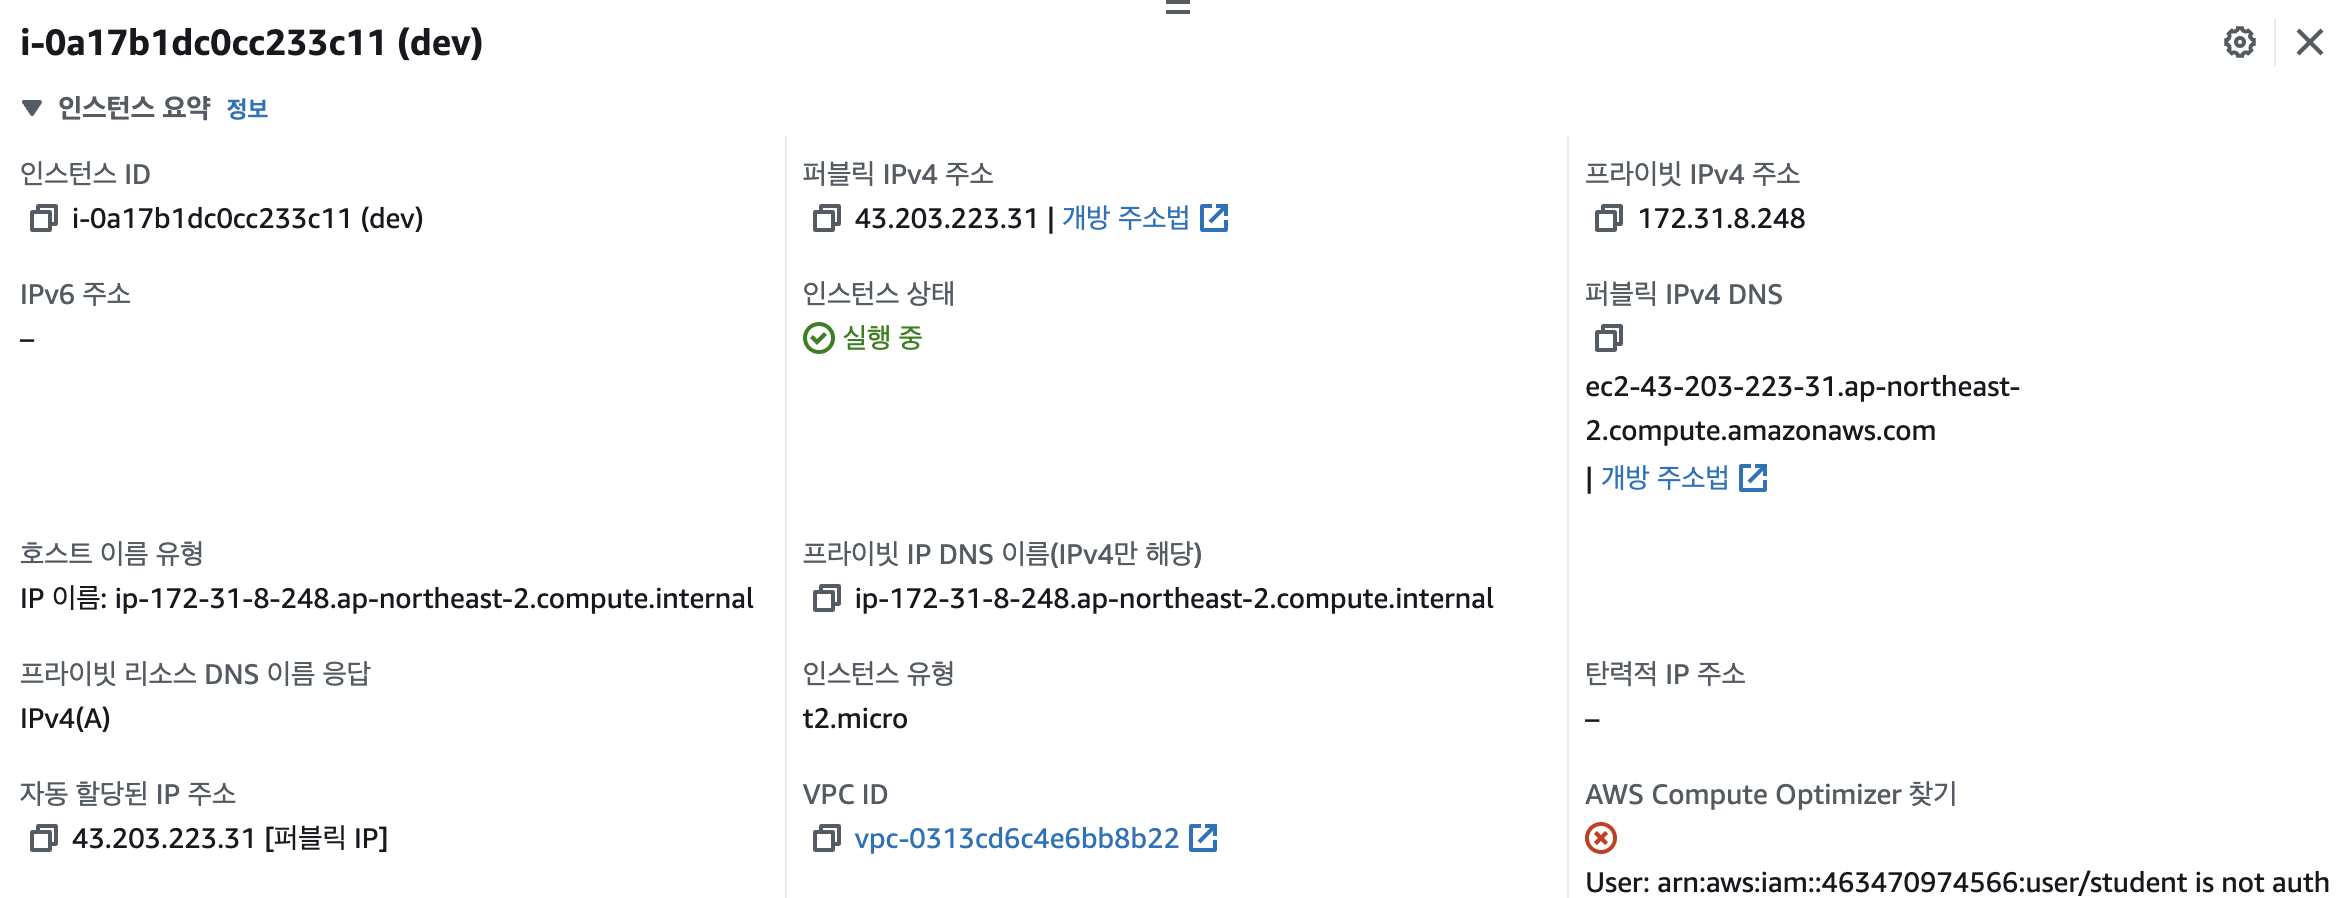 i-0a17b1dc0cc233c11 (dev)
인스턴스 요약 정보
인스턴스 ID
i-0a17b1dc0cc233c11 (dev)
퍼블릭 IPv4 주소
43.203.223.31 | 개방 주소법
프라이빗 IPv4 주소
172.31.8.248
IPv6 주소
–
인스턴스 상태
실행 중
퍼블릭 IPv4 DNS
ec2-43-203-223-31.ap-northeast-
2.compute.amazonaws.com
| 개방 주소법
호스트 이름 유형
IP 이름: ip-172-31-8-248.ap-northeast-2.compute.internal
프라이빗 IP DNS 이름(IPv4만 해당)
ip-172-31-8-248.ap-northeast-2.compute.internal
프라이빗 리소스 DNS 이름 응답
IPv4(A)
인스턴스 유형
t2.micro
탄력적 IP 주소
–
자동 할당된 IP 주소
43.203.223.31 [퍼블릭 IP]
VPC ID
vpc-0313cd6c4e6bb8b22
AWS Compute Optimizer 찾기
User: arn:aws:iam::463470974566:user/student is not auth